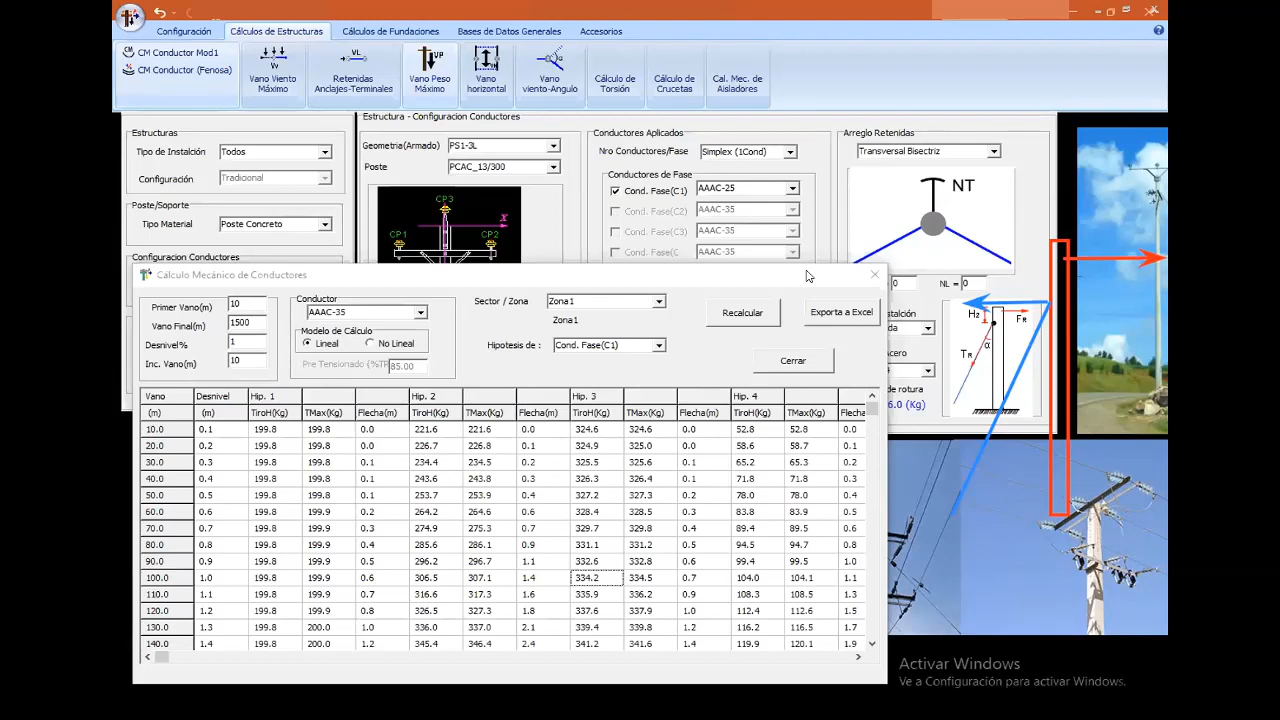 Configuración Cálculos de Estructuras Cálculos de Fundaciones Bases de Datos Generales Accesorios
CM Conductor Mod1
CM Conductor (Fenosa)
Vv
Vano Viento
Máximo
VL
Retenidas
Anclajes-Terminales
VP
Vano Peso
Máximo
Vano
horizontal
Vano
viento-Angulo
Cálculo de
Torsión
Cálculo de
Crucetas
Cal. Mec. de
Aisladores
Estructuras
Tipo de Instalción Todos
Configuración Tradicional
Poste/Soporte
Tipo Material Poste Concreto
Configuracion Conductores
Estructura - Configuracion Conductores
Geometria(Armado) PS1-3L
Poste PCAC_13/300
CP3
X
CP1 CP2
Conductores Aplicados
Nro Conductores/Fase Simplex (1Cond)
Conductores de Fase
Cond. Fase(C1) AAAC-25
Cond. Fase(C2) AAAC-35
Cond. Fase(C3) AAAC-35
Cond. Fase(C AAAC-35
Arreglo Retenidas
Transversal Bisectriz
NT
0 NL = 0
stalción
da
Acero
4
de rotura
6.0 (Kg)
H2
FR
α
TR
Cálculo Mecánico de Conductores
Primer Vano(m) 10
Vano Final(m) 1500
Desnivel% 1
Inc. Vano(m) 10
Conductor
AAAC-35
Modelo de Cálculo
Lineal No Lineal
Pre Tensionado (%TR 85.00
Sector / Zona Zona1
Zona1
Hipotesis de : Cond. Fase(C1)
Recalcular
Exporta a Excel
Cerrar
Vano Desnivel Hip. 1 Hip. 2 Hip. 3 Hip. 4
(m) (m) TiroH(Kg) TMax(Kg) Flecha(m) TiroH(Kg) TMax(Kg) Flecha(m) TiroH(Kg) TMax(Kg) Flecha(m) TiroH(Kg) TMax(Kg) Flecha
10.0 0.1 199.8 199.8 0.0 221.6 221.6 0.0 324.6 324.6 0.0 52.8 52.8 0.0
20.0 0.2 199.8 199.8 0.0 226.7 226.8 0.1 324.9 325.0 0.0 58.6 58.7 0.1
30.0 0.3 199.8 199.8 0.1 234.4 234.5 0.2 325.5 325.6 0.1 65.2 65.3 0.2
40.0 0.4 199.8 199.8 0.1 243.6 243.8 0.3 326.3 326.4 0.1 71.8 71.8 0.3
50.0 0.5 199.8 199.9 0.1 253.7 253.9 0.4 327.2 327.3 0.2 78.0 78.0 0.4
60.0 0.6 199.8 199.9 0.2 264.2 264.6 0.5 328.4 328.5 0.3 83.8 83.9 0.5
70.0 0.7 199.8 199.9 0.3 274.9 275.3 0.7 329.7 329.8 0.4 89.4 89.5 0.6
80.0 0.8 199.8 199.9 0.4 285.6 286.1 0.9 331.1 331.2 0.5 94.5 94.7 0.8
90.0 0.9 199.8 199.9 0.5 296.2 296.7 1.1 332.6 332.8 0.6 99.4 99.5 1.0
100.0 1.0 199.8 199.9 0.6 306.5 307.1 1.4 334.2 334.5 0.7 104.0 104.1 1.1
110.0 1.1 199.8 199.9 0.7 316.6 317.3 1.6 335.9 336.2 0.9 108.3 108.5 1.3
120.0 1.2 199.8 199.9 0.8 326.5 327.3 1.8 337.6 337.9 1.0 112.4 112.6 1.5
130.0 1.3 199.8 200.0 1.0 336.0 337.0 2.1 339.4 339.8 1.2 116.2 116.5 1.7
140.0 1.4 199.8 200.0 1.2 345.4 346.4 2.4 341.2 341.6 1.4 119.9 120.1 1.9
Activar Windows
Ve a Configuración para activar Windows.